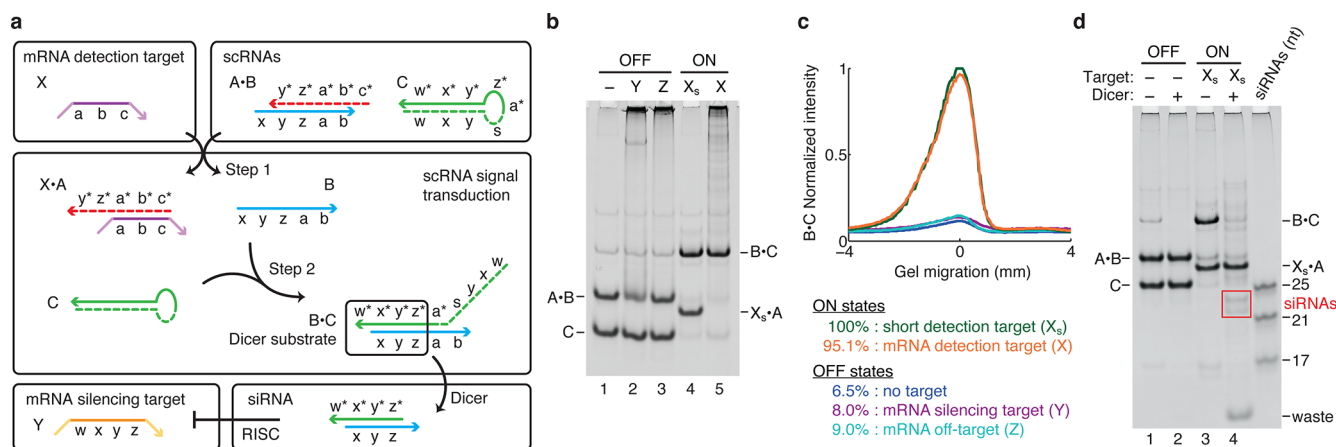 a
mRNA detection target
X
a b c
scRNAs
A•B
y* z* a* b* c*
x y z a b
C
w* x* y*
z*
a*
w x y
s
Step 1
X•A
y* z* a* b* c*
a b c
B
x y z a b
scRNA signal
transduction
C
Step 2
B•C
Dicer substrate
w* x* y* z* a*
x y z a b
s
y
x
w
Dicer
mRNA silencing target
Y
w x y z
siRNA
RISC
w* x* y* z*
x y z
b
OFF ON
– Y Z Xs X
A•B
C
B•C
Xs•A
1 2 3 4 5
c
B•C Normalized intensity
1
0.5
0
−4 0 4
Gel migration (mm)
ON states
100% : short detection target (Xs)
95.1% : mRNA detection target (X)
OFF states
6.5% : no target
8.0% : mRNA silencing target (Y)
9.0% : mRNA off-target (Z)
d
OFF ON
Target: – – Xs Xs
Dicer: – + – +
siRNAs (nt)
A•B
C
B•C
Xs•A
25
siRNAs
21
17
waste
1 2 3 4